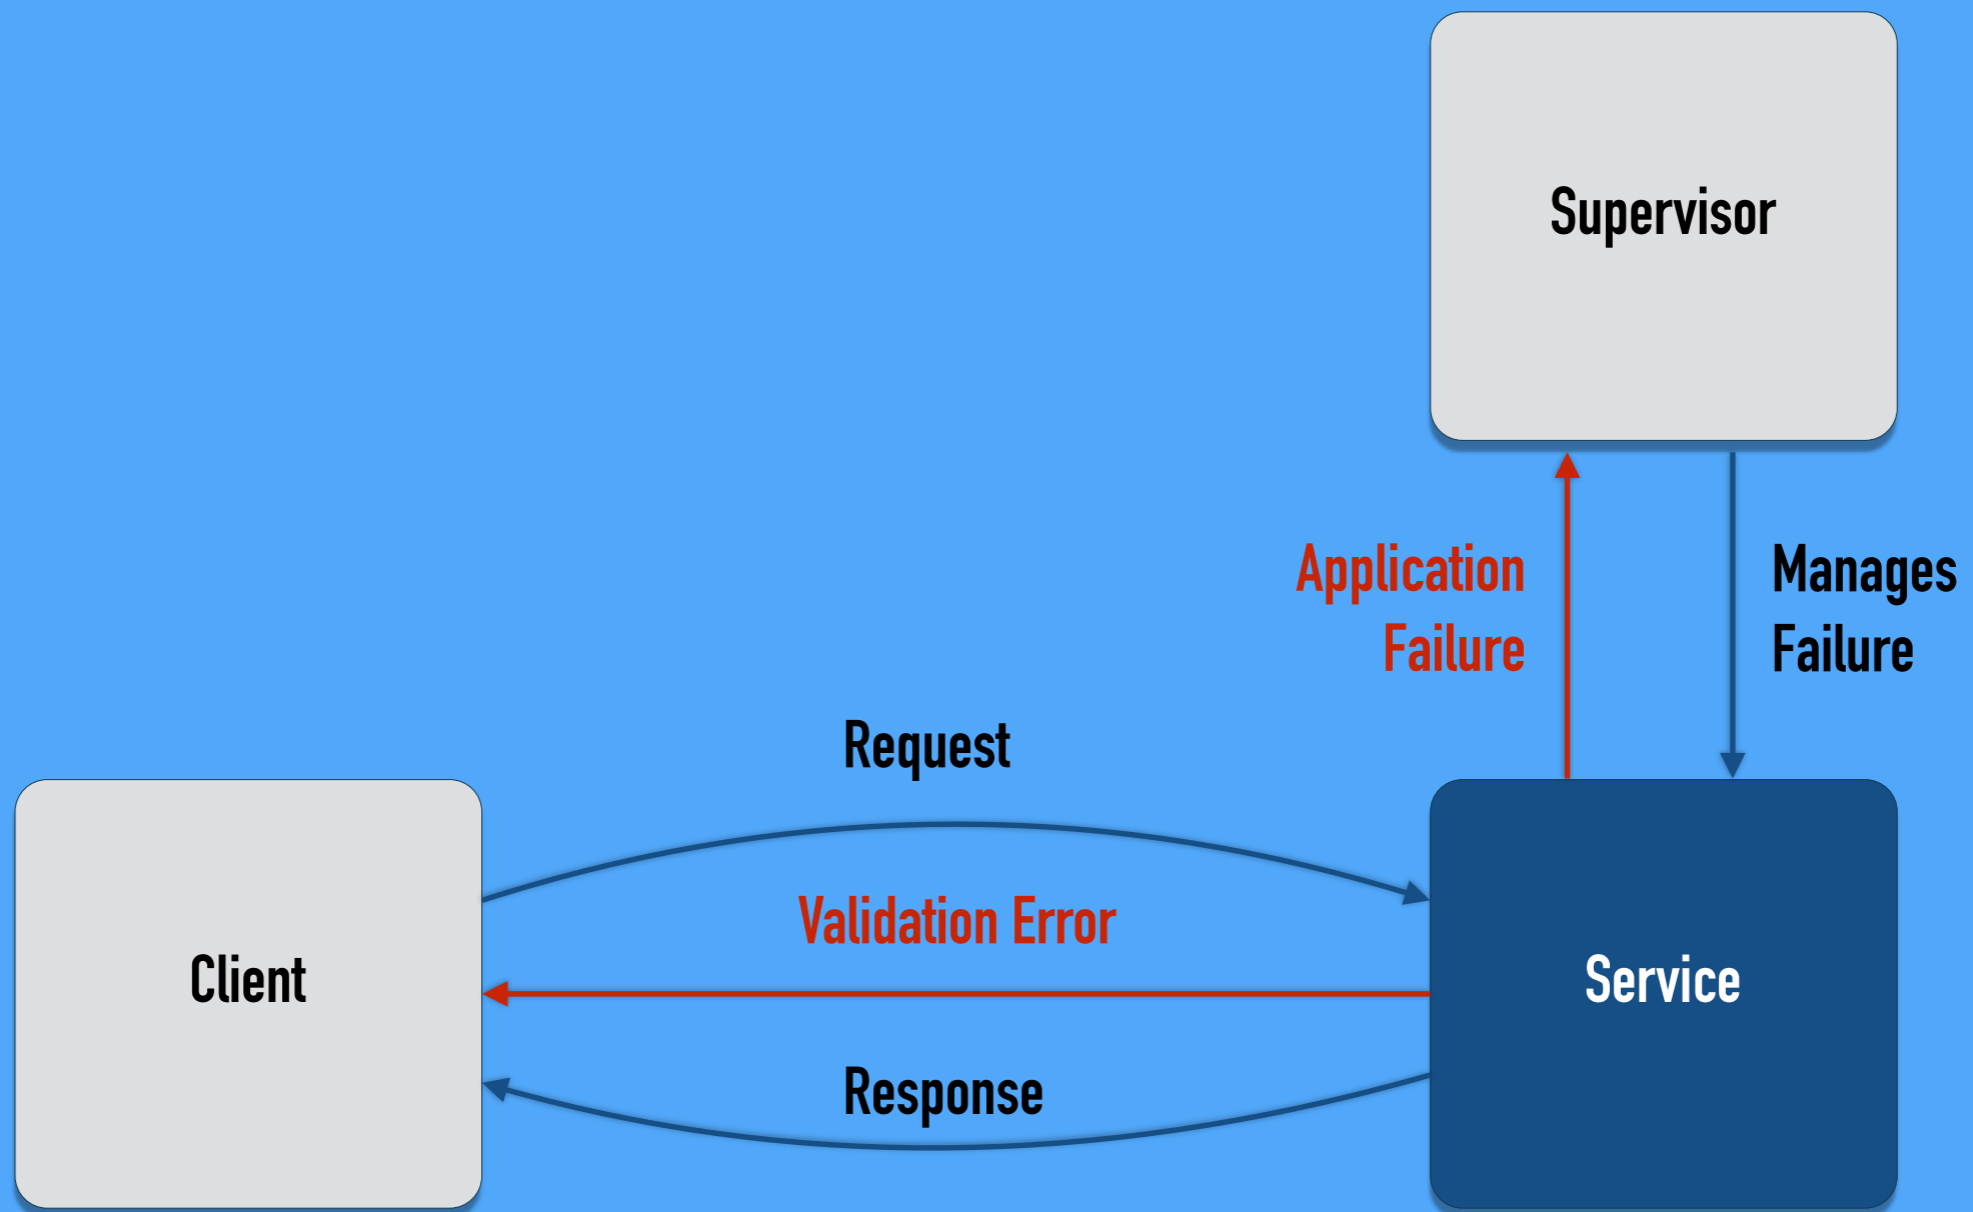 Supervisor
Application
Failure
Manages
Failure
Request
Validation Error
Client
Service
Response